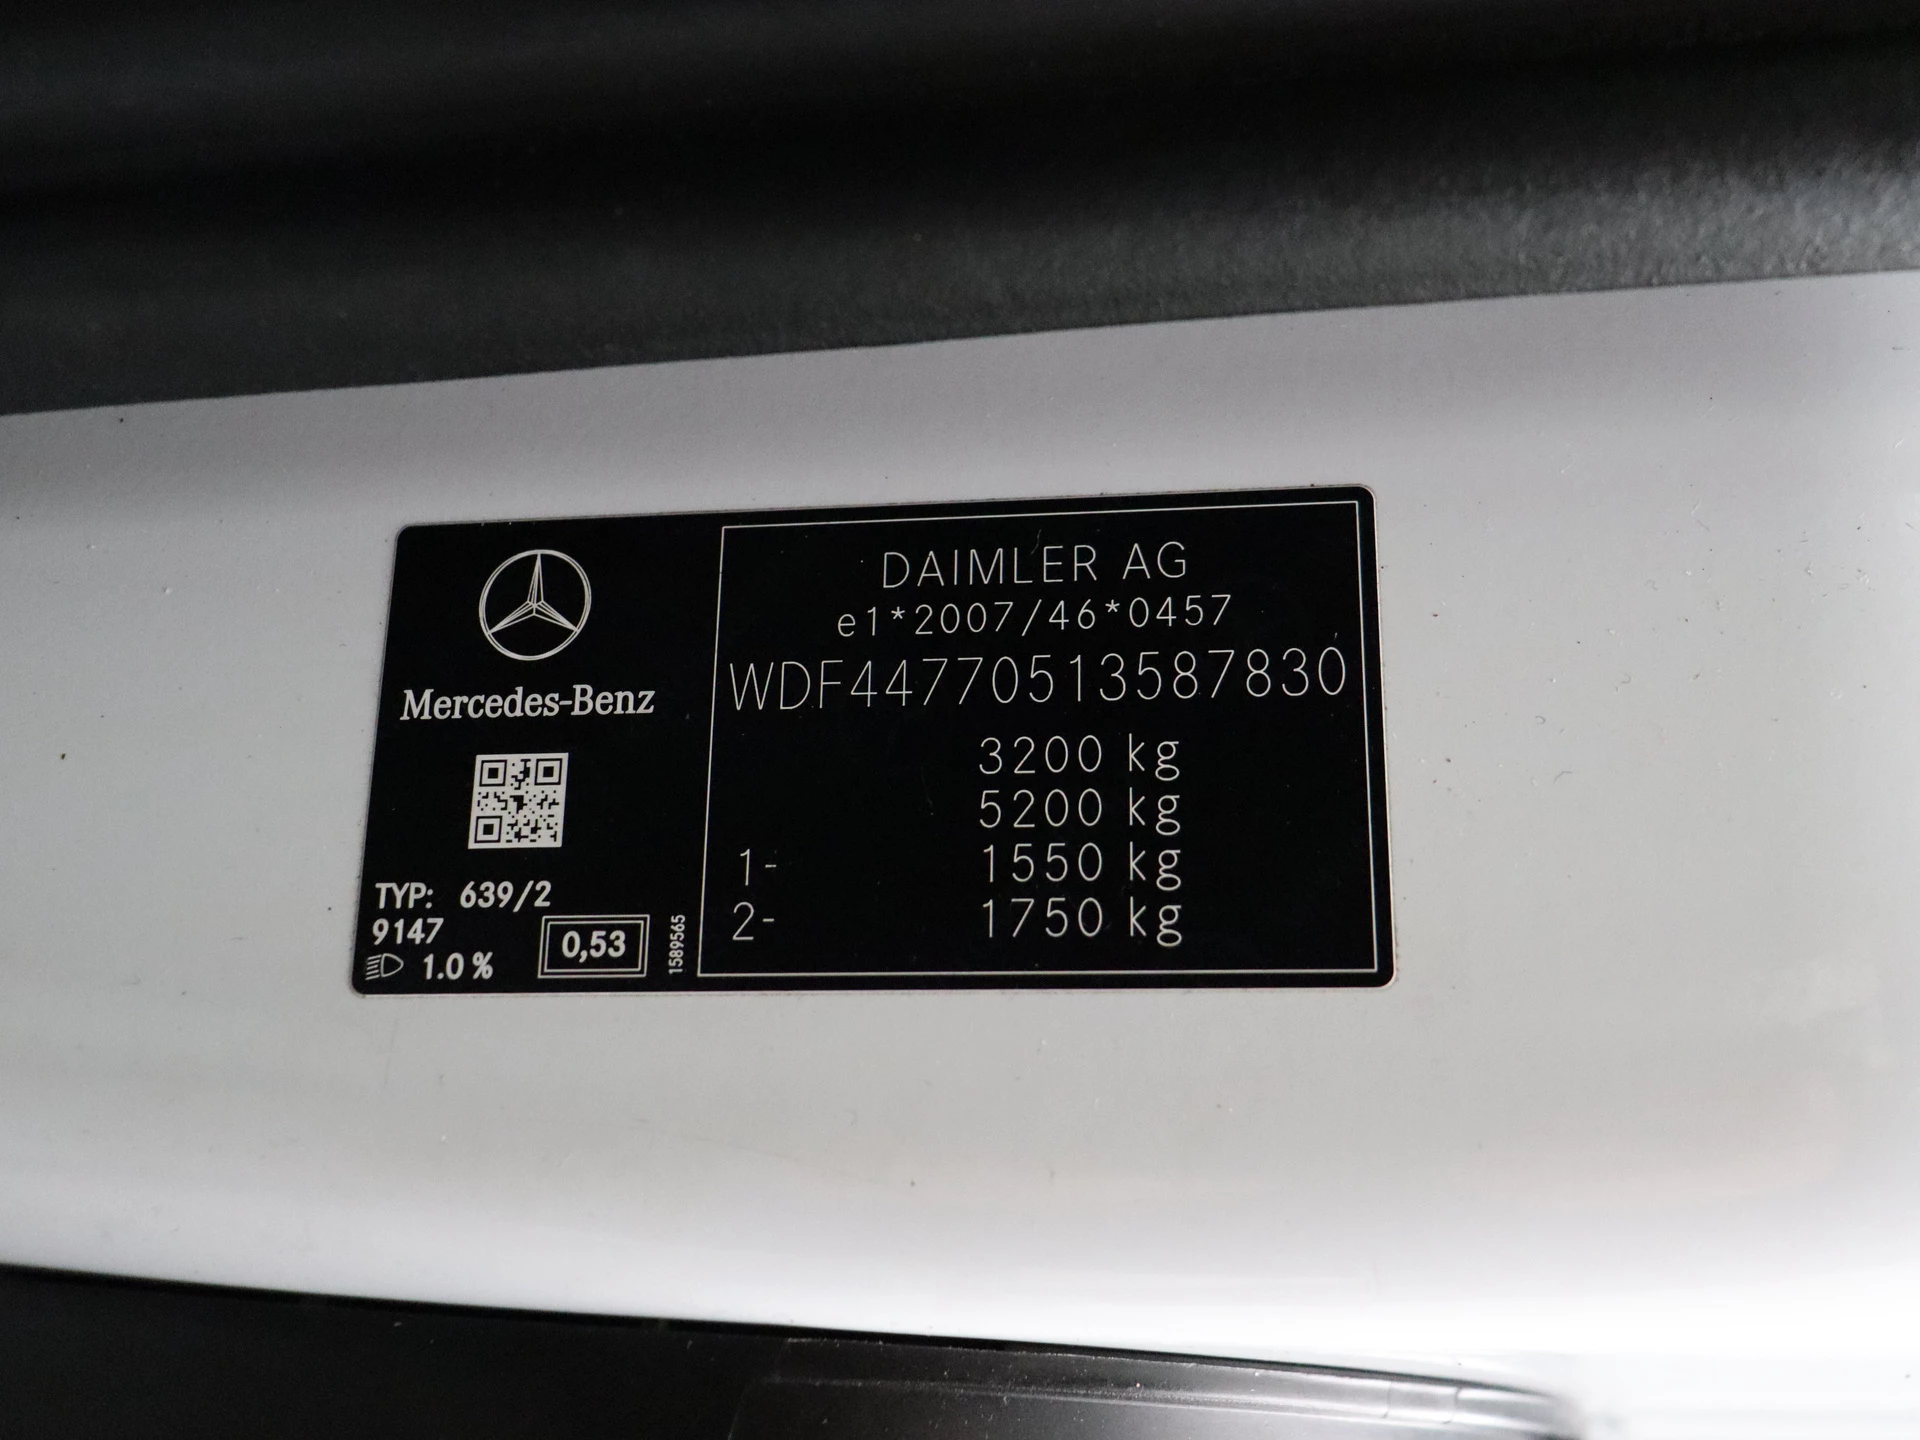 Mercedes-Benz
TYP: 639/2
9147
1.0 %
0,53
1589565
DAIMLER AG
e1*2007/46*0457
WDF44770513587830
3200 kg
5200 kg
1- 1550 kg
2- 1750 kg